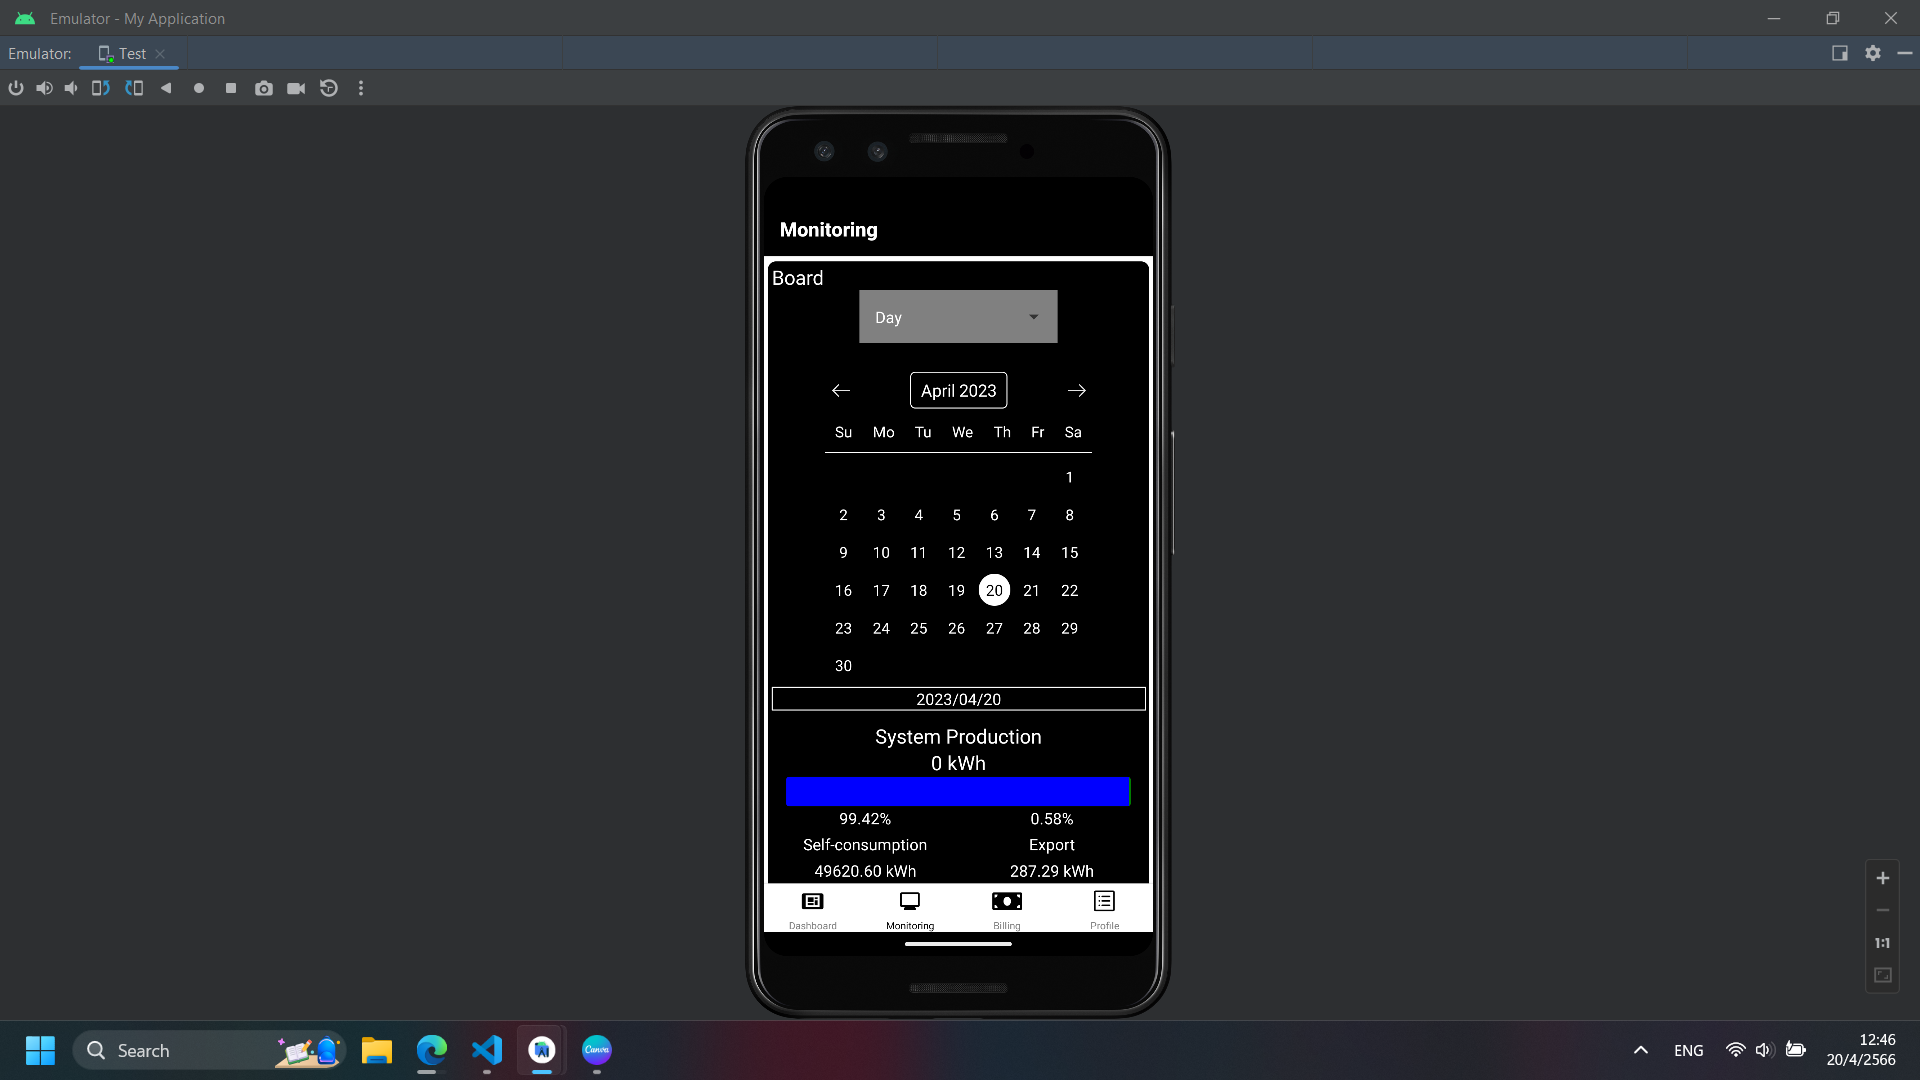 Emulator - My Application
Emulator: Test
Monitoring
Board
Day
April 2023
Su Mo Tu We Th Fr Sa
1
2 3 4 5 6 7 8
9 10 11 12 13 14 15
16 17 18 19 20 21 22
23 24 25 26 27 28 29
30
2023/04/20
System Production
0 kWh
99.42% 0.58%
Self-consumption Export
49620.60 kWh 287.29 kWh
Dashboard Monitoring Billing Profile
1:1
Search
Canva
ENG
12:46
20/4/2566